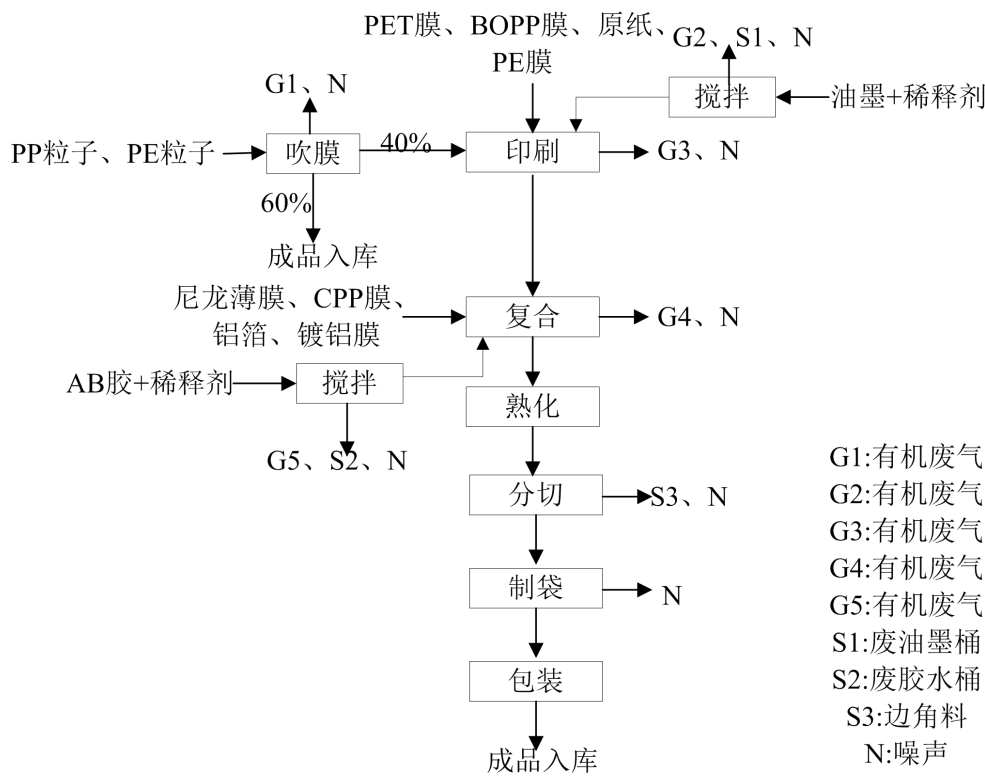 PET膜、BOPP膜、原纸、
PE膜
G2、S1、N
搅拌
油墨+稀释剂
G1、N
PP粒子、PE粒子
吹膜
40%
印刷
G3、N
60%
成品入库
尼龙薄膜、CPP膜、
铝箔、镀铝膜
复合
G4、N
AB胶+稀释剂
搅拌
熟化
G5、S2、N
分切
S3、N
制袋
N
包装
成品入库
G1:有机废气
G2:有机废气
G3:有机废气
G4:有机废气
G5:有机废气
S1:废油墨桶
S2:废胶水桶
S3:边角料
N:噪声